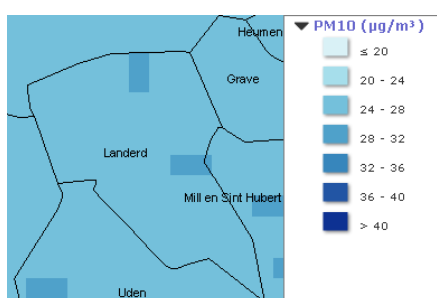 Heumen
Grave
Landerd
Mill en Sint Hubert
Uden
PM10 (µg/m³)
≤ 20
20 - 24
24 - 28
28 - 32
32 - 36
36 - 40
> 40